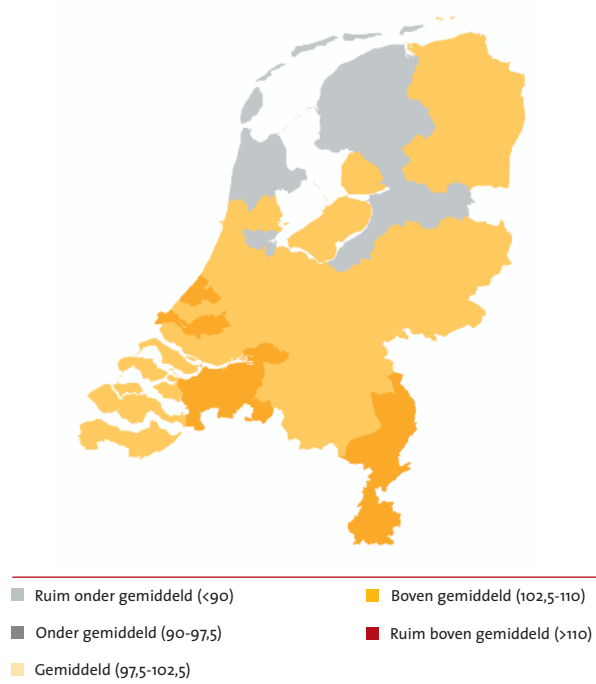 Ruim onder gemiddeld (<90)
Onder gemiddeld (90-97,5)
Gemiddeld (97,5-102,5)
Boven gemiddeld (102,5-110)
Ruim boven gemiddeld (>110)